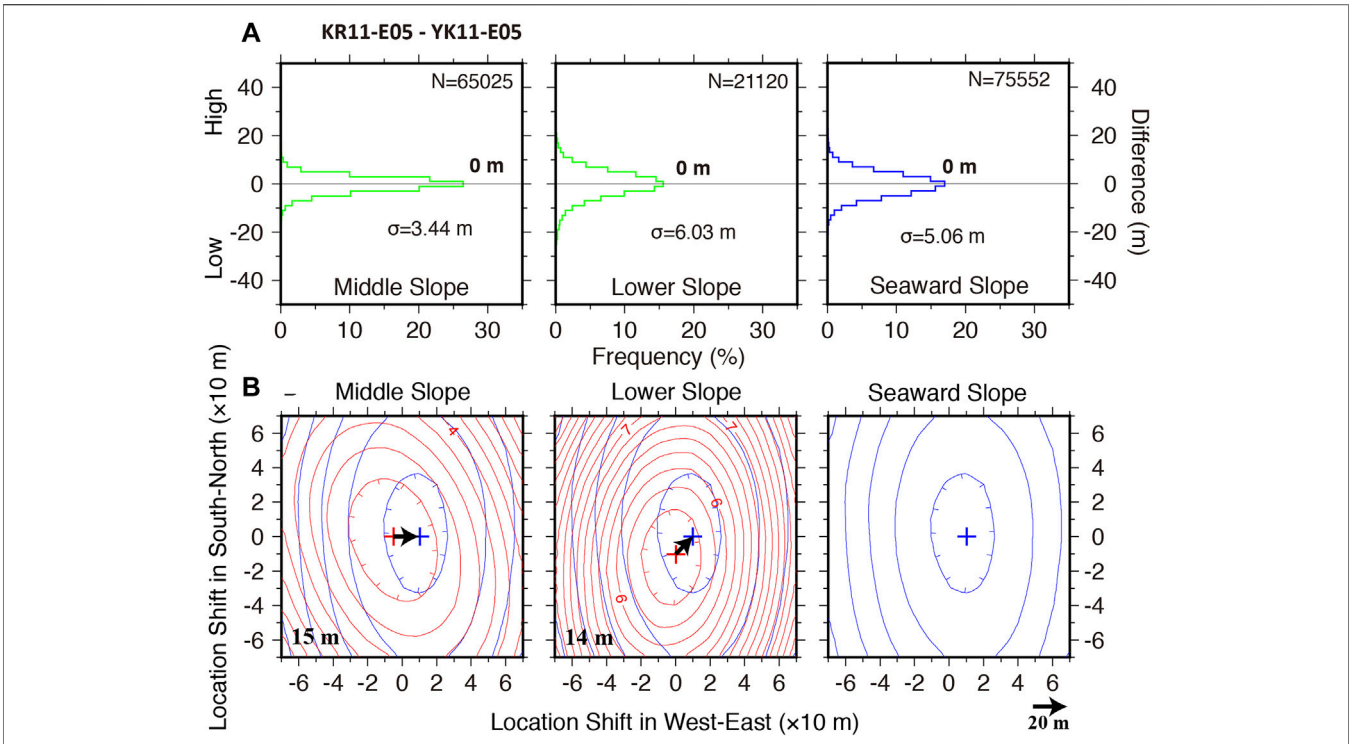 A KR11-E05 - YK11-E05
N=65025 N=21120 N=75552
High
Low
40
20
0
-20
-40
0 m 0 m 0 m
σ=3.44 m σ=6.03 m σ=5.06 m
Middle Slope Lower Slope Seaward Slope
40
20
0
-20
-40
Difference (m)
0 10 20 30 0 10 20 30 0 10 20 30
Frequency (%)
B – Middle Slope Lower Slope Seaward Slope
Location Shift in South-North (×10 m)
6
4
2
0
-2
-4
-6
4
7 7
6
6
15 m 14 m
6
4
2
0
-2
-4
-6
-6 -4 -2 0 2 4 6 -6 -4 -2 0 2 4 6 -6 -4 -2 0 2 4 6
Location Shift in West-East (×10 m)
20 m